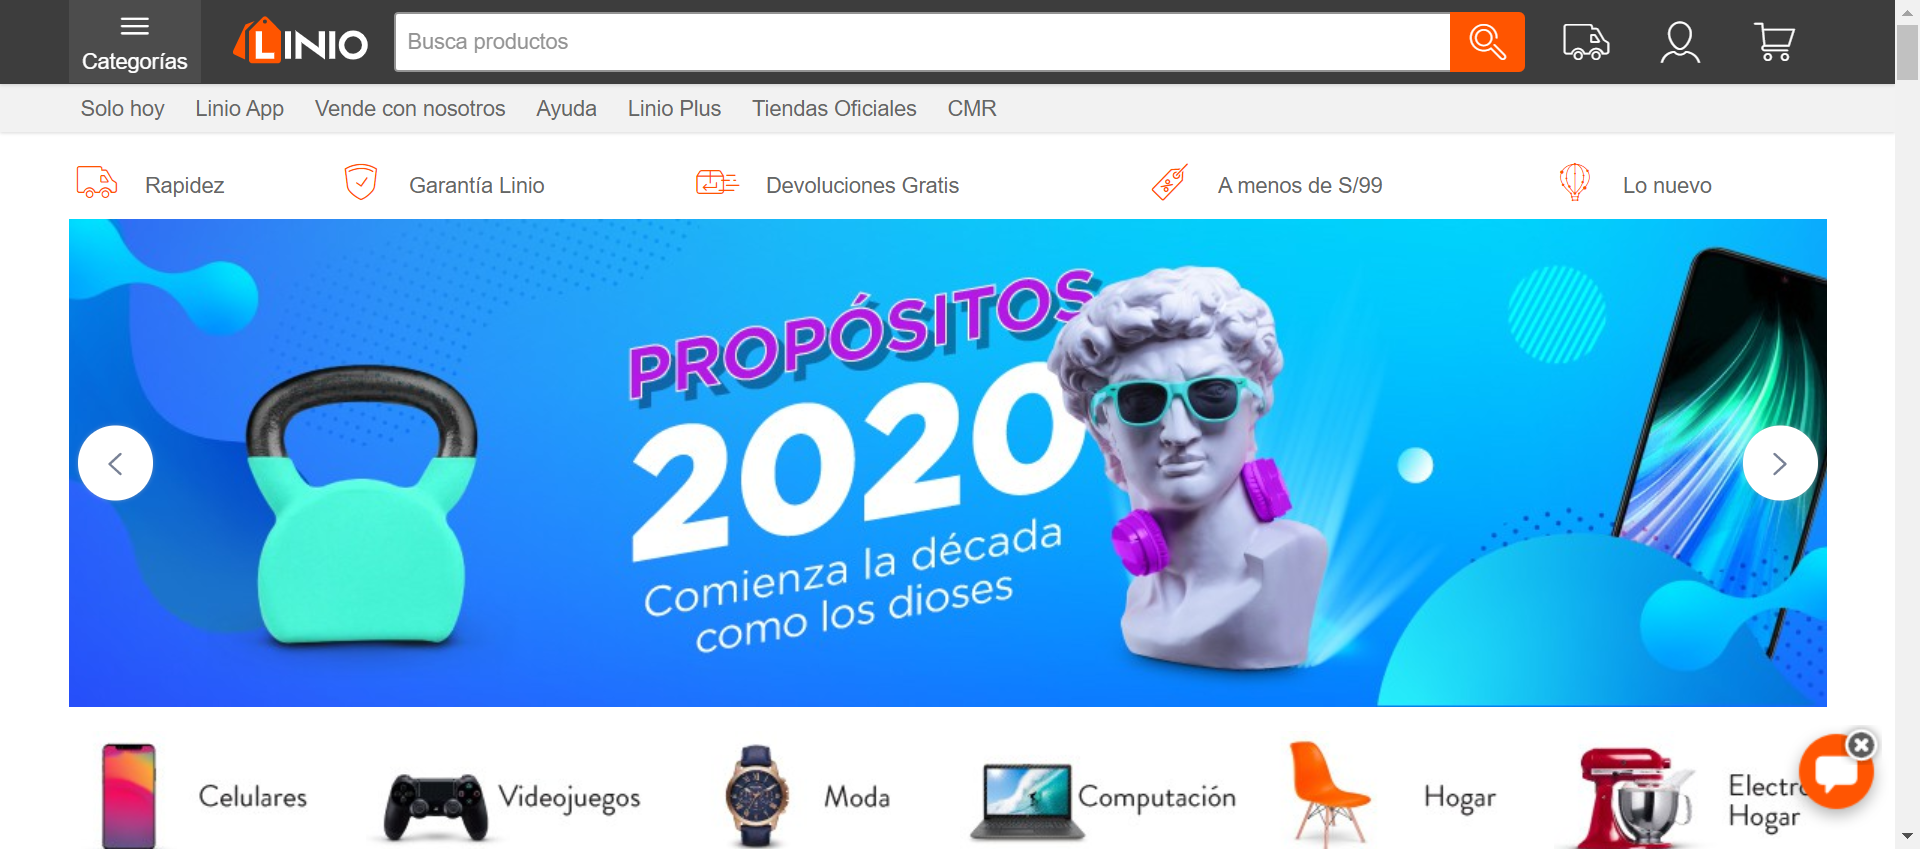 Categorías
LINIO
Busca productos
Solo hoy
Linio App
Vende con nosotros
Ayuda
Linio Plus
Tiendas Oficiales
CMR
Rapidez
Garantía Linio
Devoluciones Gratis
A menos de S/99
Lo nuevo
PROPÓSITOS
2020
Comienza la década
como los dioses
Celulares
Videojuegos
Moda
Computación
Hogar
Hogar